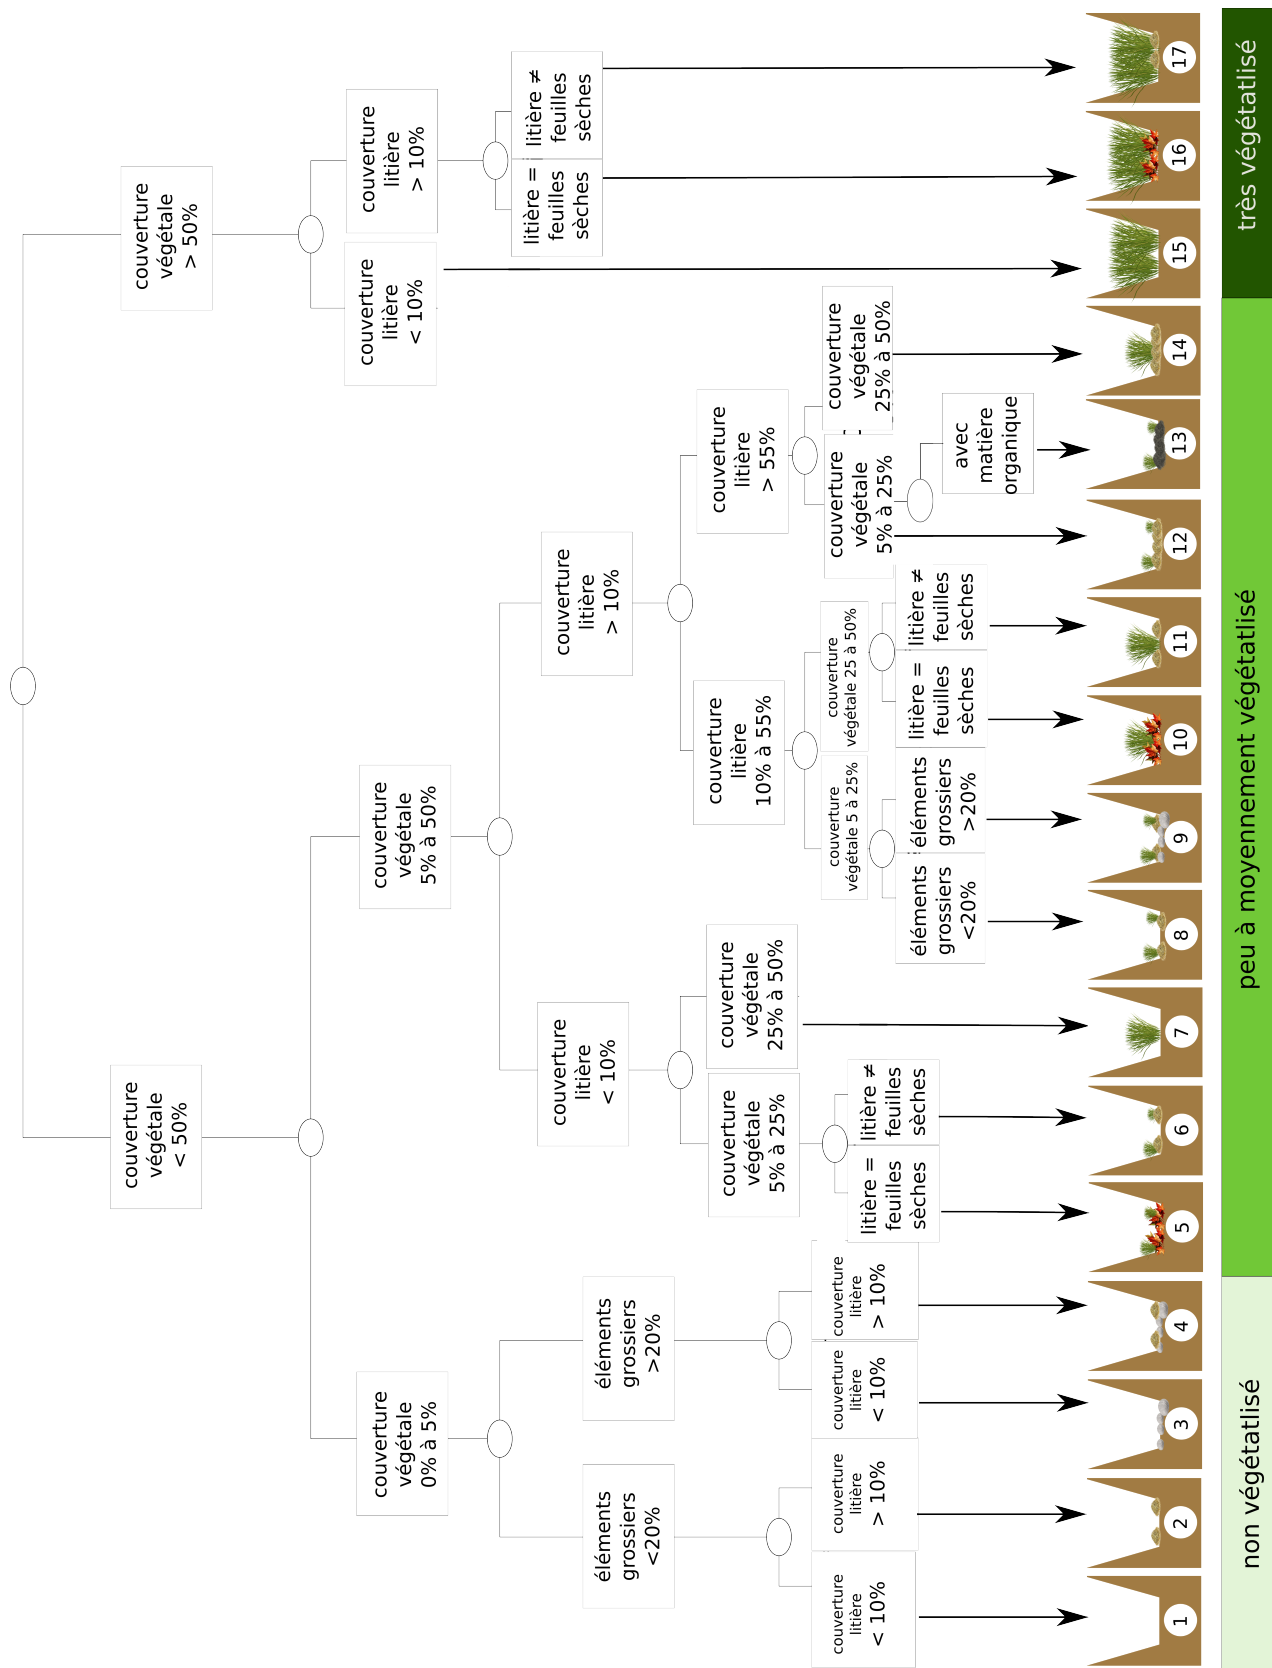 couverture
végétale
< 50%
couverture
végétale
> 50%
couverture
végétale
0% à 5%
couverture
végétale
5% à 50%
couverture
litière
< 10%
couverture
litière
> 10%
éléments
grossiers
<20%
éléments
grossiers
>20%
couverture
litière
< 10%
couverture
litière
> 10%
litière =
feuilles
sèches
litière ≠
feuilles
sèches
couverture
végétale
5% à 25%
couverture
végétale
25% à 50%
couverture
litière
10% à 55%
couverture
litière
> 55%
couverture
litière
< 10%
couverture
litière
> 10%
couverture
litière
< 10%
couverture
litière
> 10%
litière =
feuilles
sèches
litière ≠
feuilles
sèches
couverture
végétale 5 à 25%
couverture
végétale 25 à 50%
couverture
végétale
5% à 25%
couverture
végétale
25% à 50%
éléments
grossiers
<20%
éléments
grossiers
>20%
litière =
feuilles
sèches
litière ≠
feuilles
sèches
avec
matière
organique
1
2
3
4
5
6
7
8
9
10
11
12
13
14
15
16
17
non végétatlisé
peu à moyennement végétatlisé
très végétatlisé